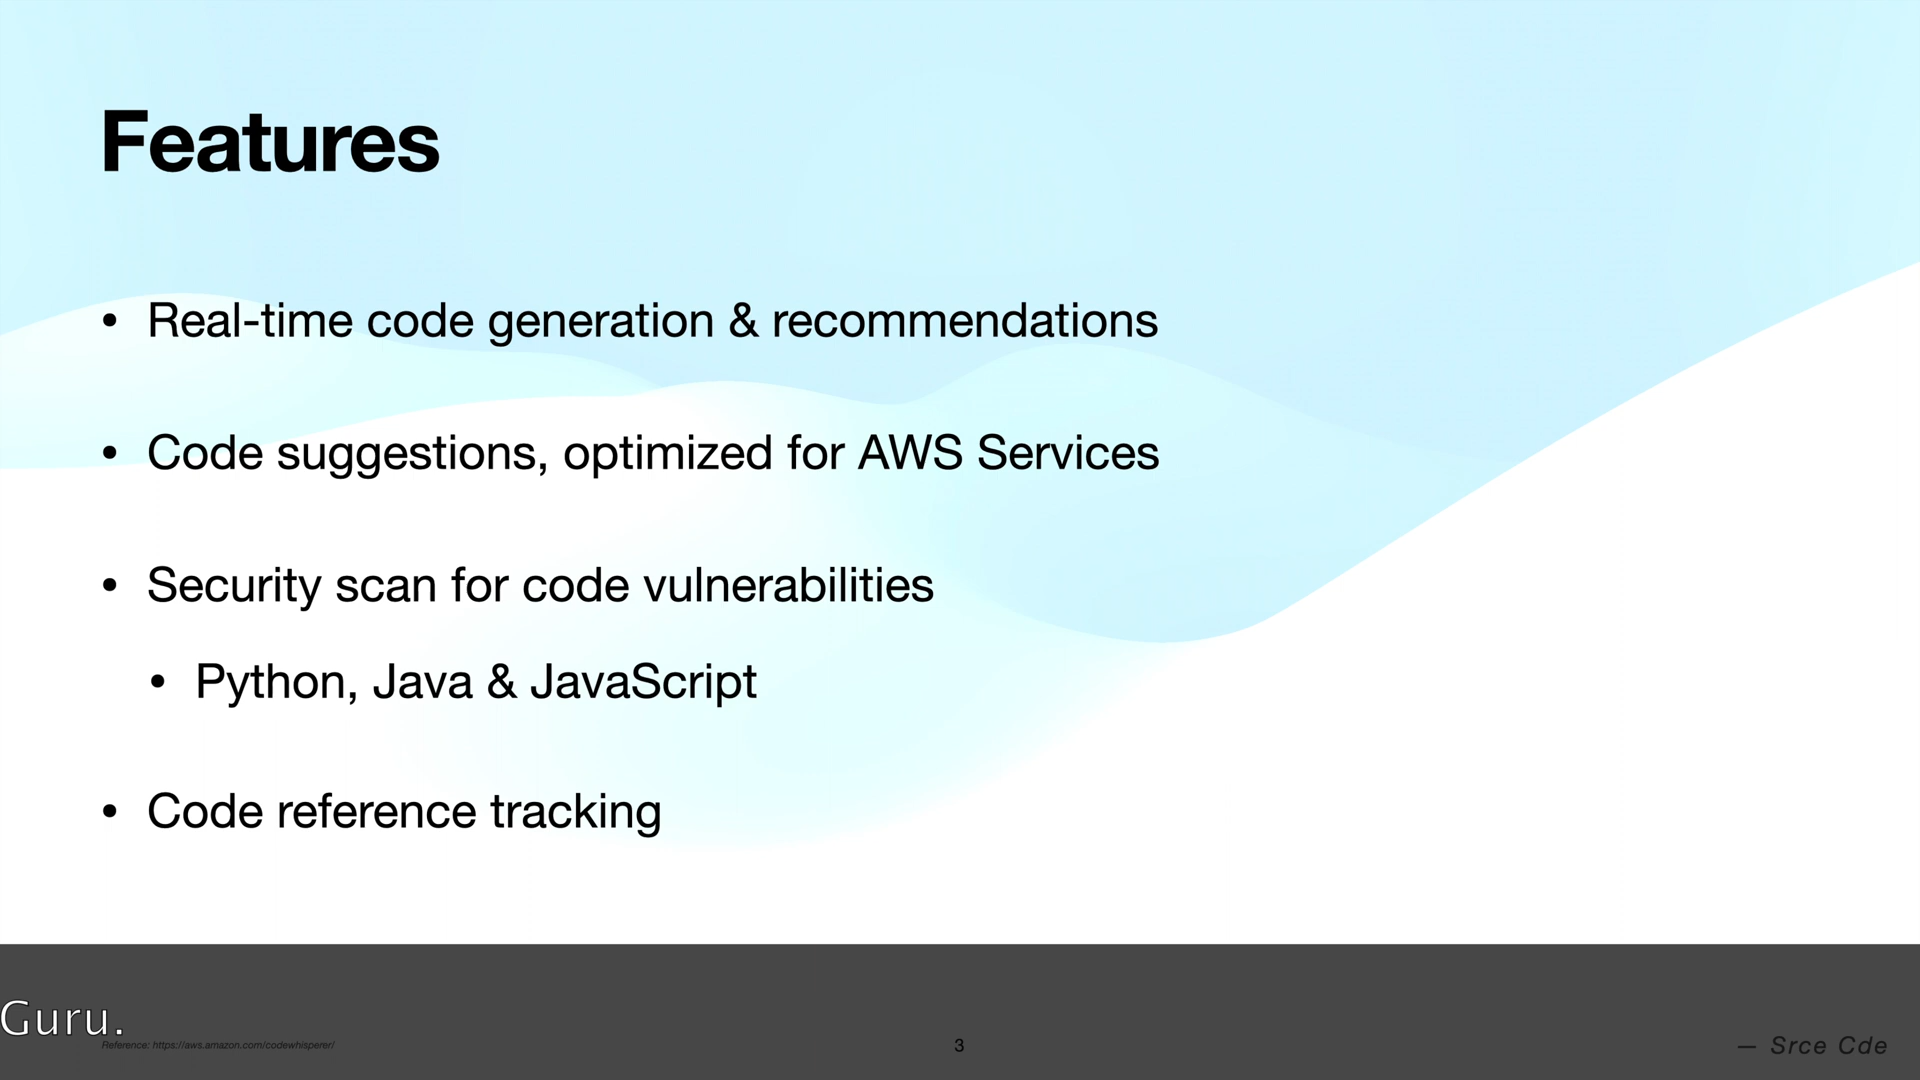 Features
• Real-time code generation & recommendations
• Code suggestions, optimized for AWS Services
• Security scan for code vulnerabilities
• Python, Java & JavaScript
• Code reference tracking
Guru.
Reference: https://aws.amazon.com/codewhisperer/
3
— Srce Cde